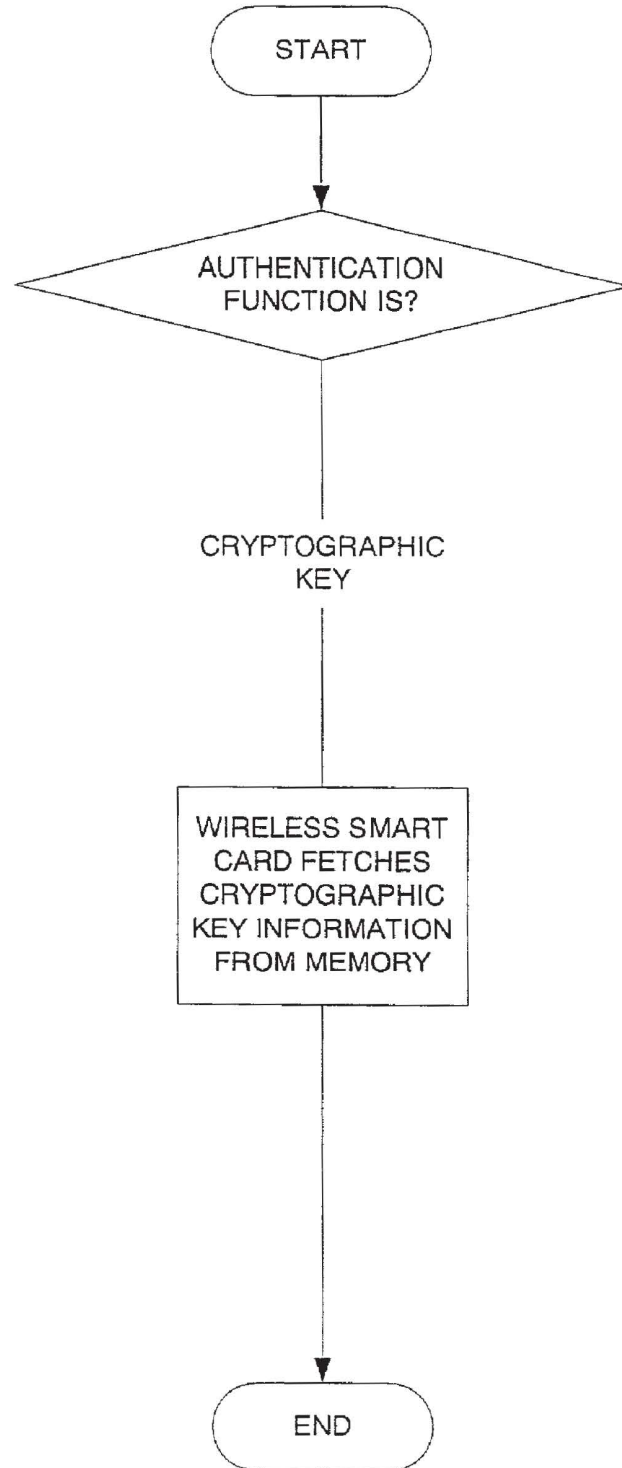 START
AUTHENTICATION
FUNCTION IS?
CRYPTOGRAPHIC
KEY
WIRELESS SMART
CARD FETCHES
CRYPTOGRAPHIC
KEY INFORMATION
FROM MEMORY
END